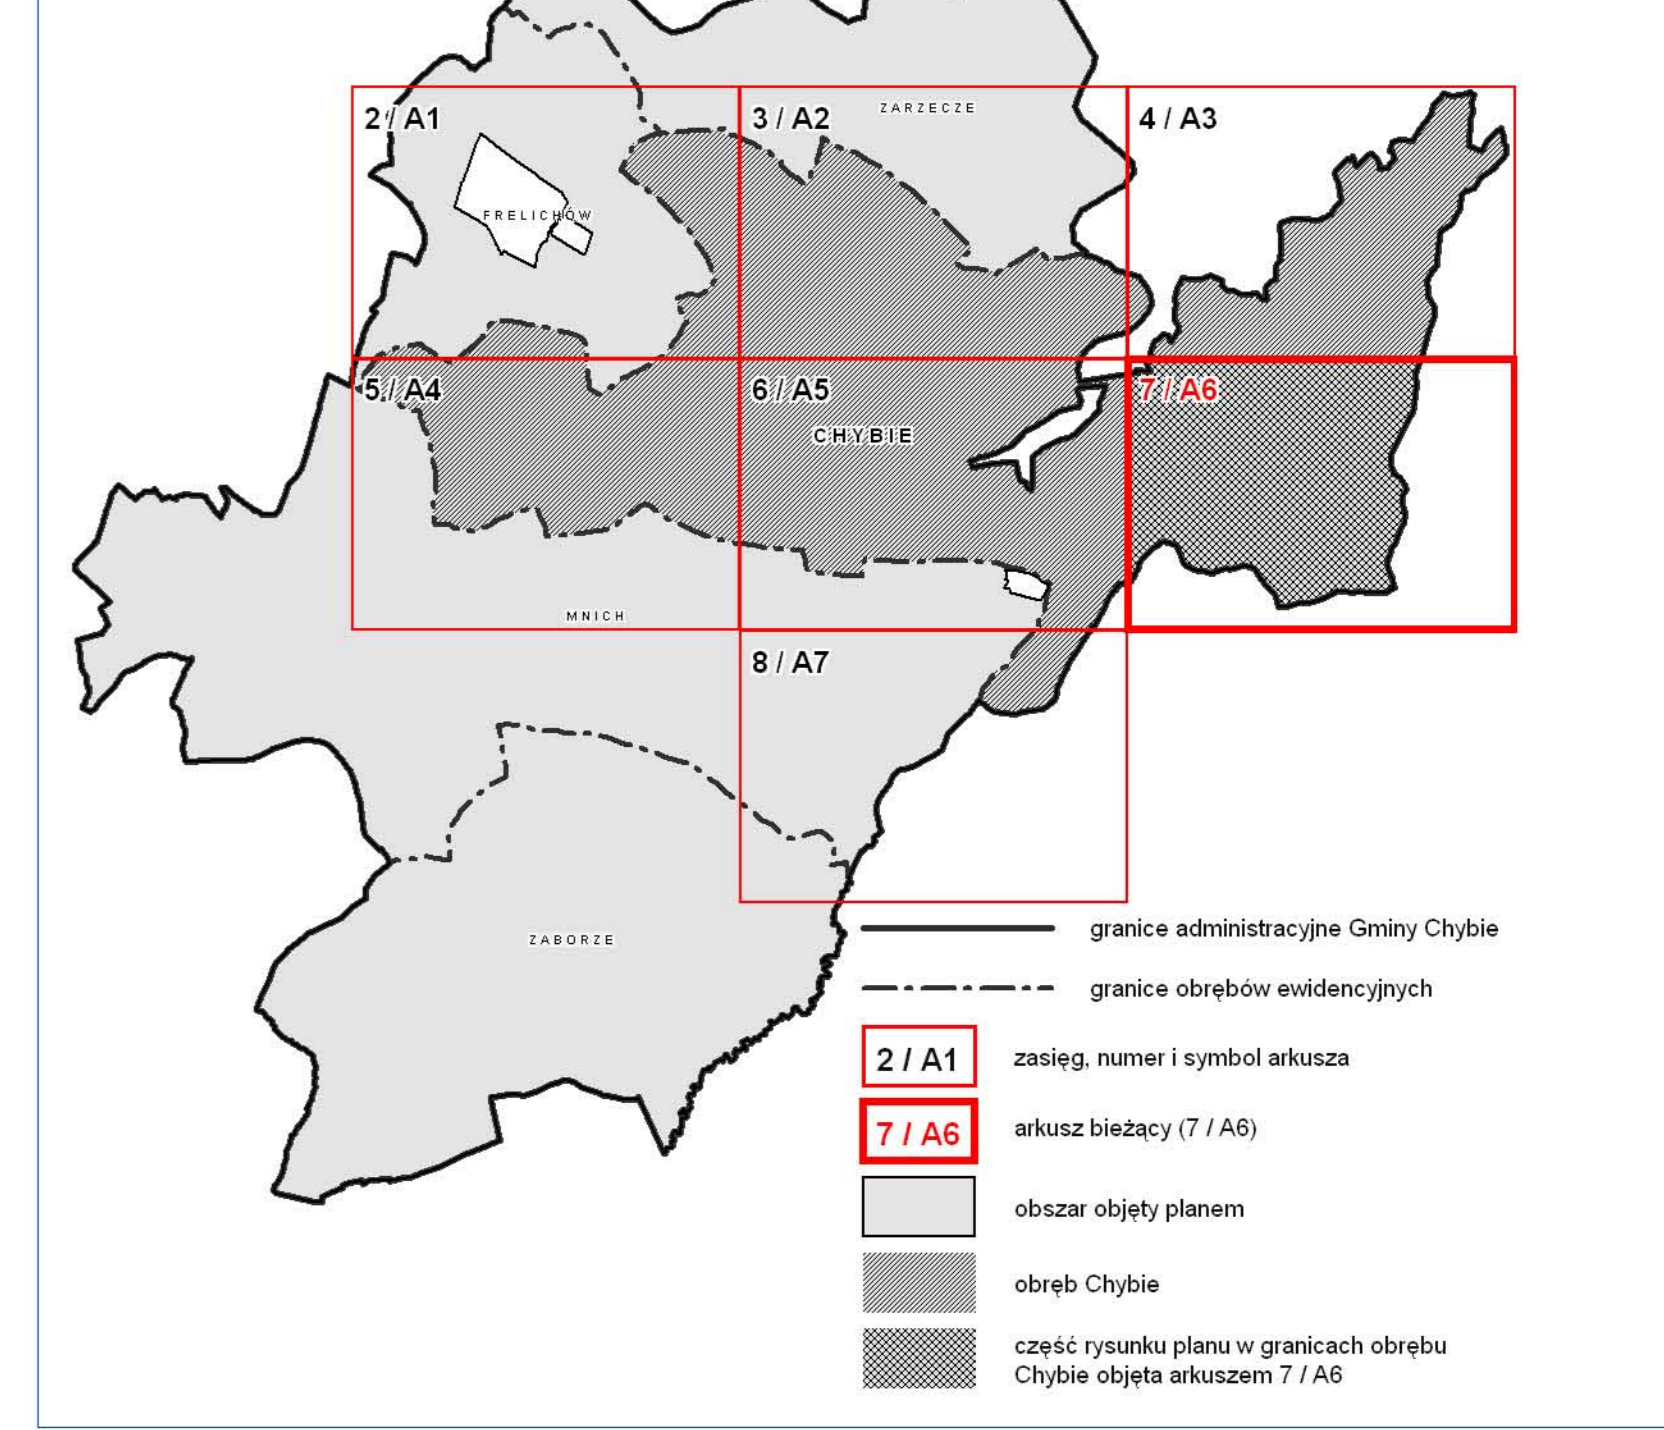 2 / A1
3 / A2
ZARZECZE
4 / A3
FRELICHÓW
5 / A4
6 / A5
7 / A6
CHYBIE
MNICH
8 / A7
ZABORZE
granice administracyjne Gminy Chybie
granice obrębów ewidencyjnych
2 / A1 zasięg, numer i symbol arkusza
7 / A6 arkusz bieżący (7 / A6)
obszar objęty planem
obręb Chybie
część rysunku planu w granicach obrębu
Chybie objęta arkuszem 7 / A6